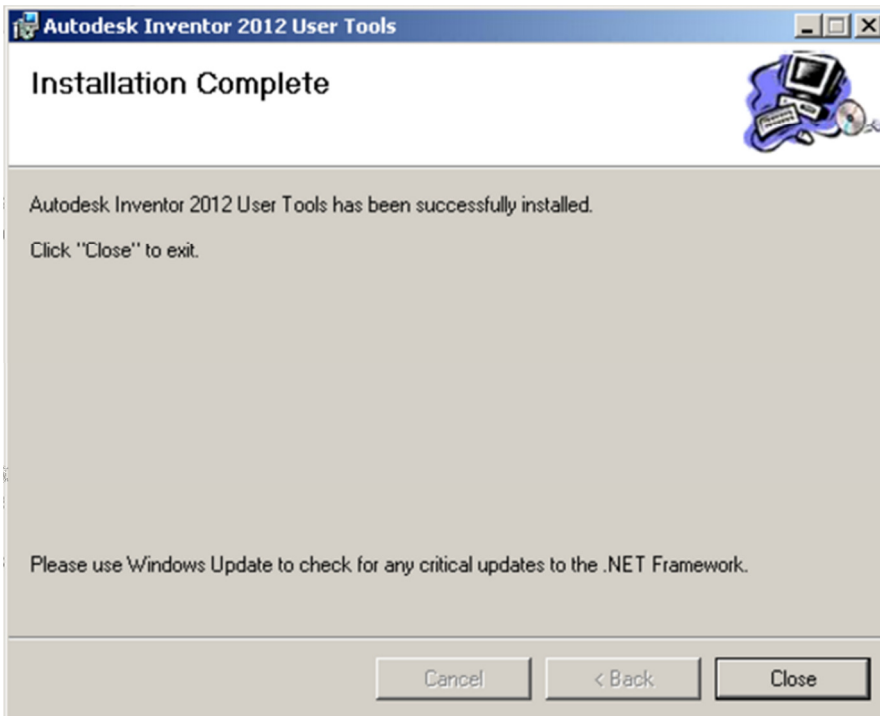 Autodesk Inventor 2012 User Tools
Installation Complete
Autodesk Inventor 2012 User Tools has been successfully installed.
Click "Close" to exit.
Please use Windows Update to check for any critical updates to the .NET Framework.
Cancel
< Back
Close